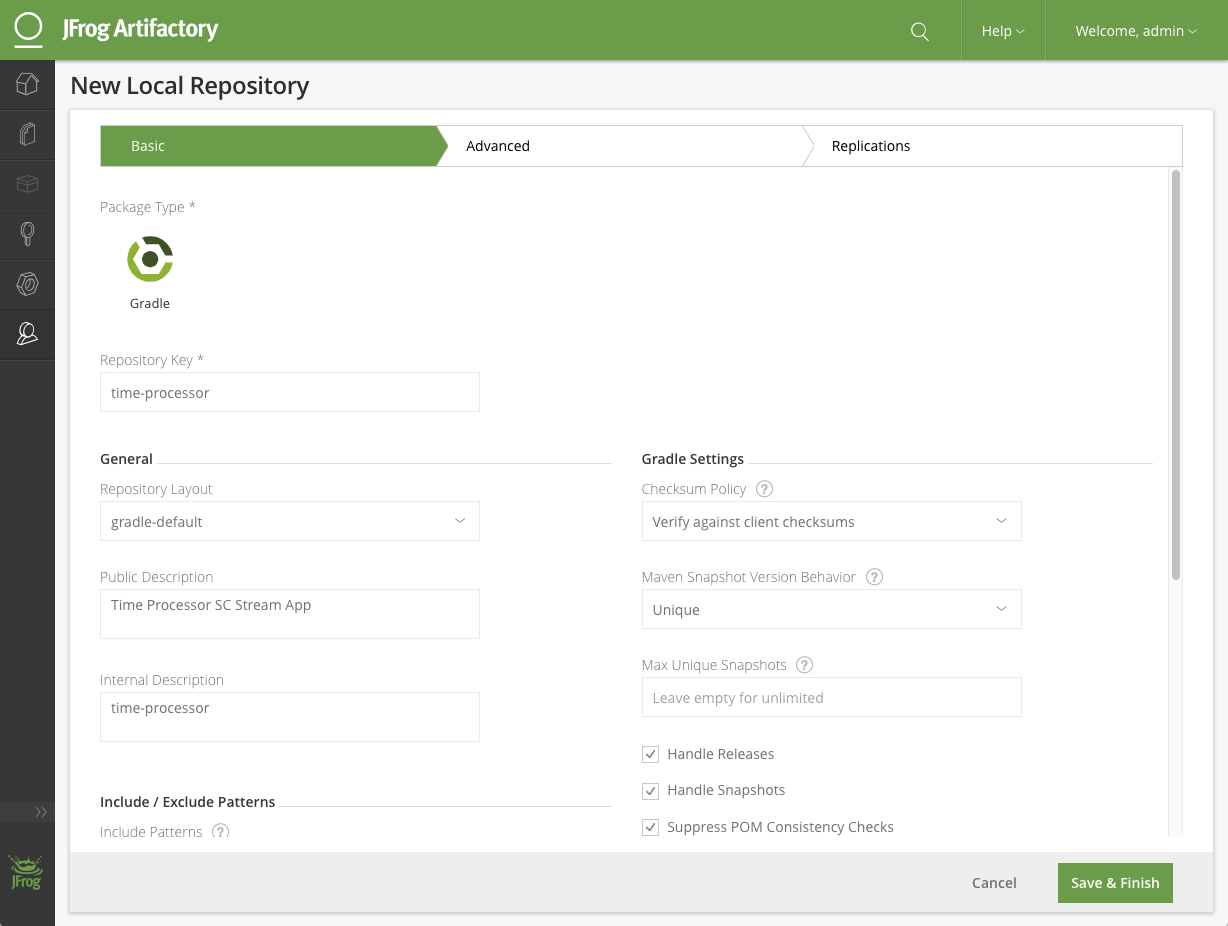 JFrog Artifactory
Help
Welcome, admin
New Local Repository
Basic
Advanced
Replications
Package Type *
Gradle
Repository Key *
time-processor
General
Repository Layout
gradle-default
Public Description
Time Processor SC Stream App
Internal Description
time-processor
Include / Exclude Patterns
Include Patterns ?
Gradle Settings
Checksum Policy ?
Verify against client checksums
Maven Snapshot Version Behavior ?
Unique
Max Unique Snapshots ?
Leave empty for unlimited
Handle Releases
Handle Snapshots
Suppress POM Consistency Checks
JFrog
Cancel
Save & Finish